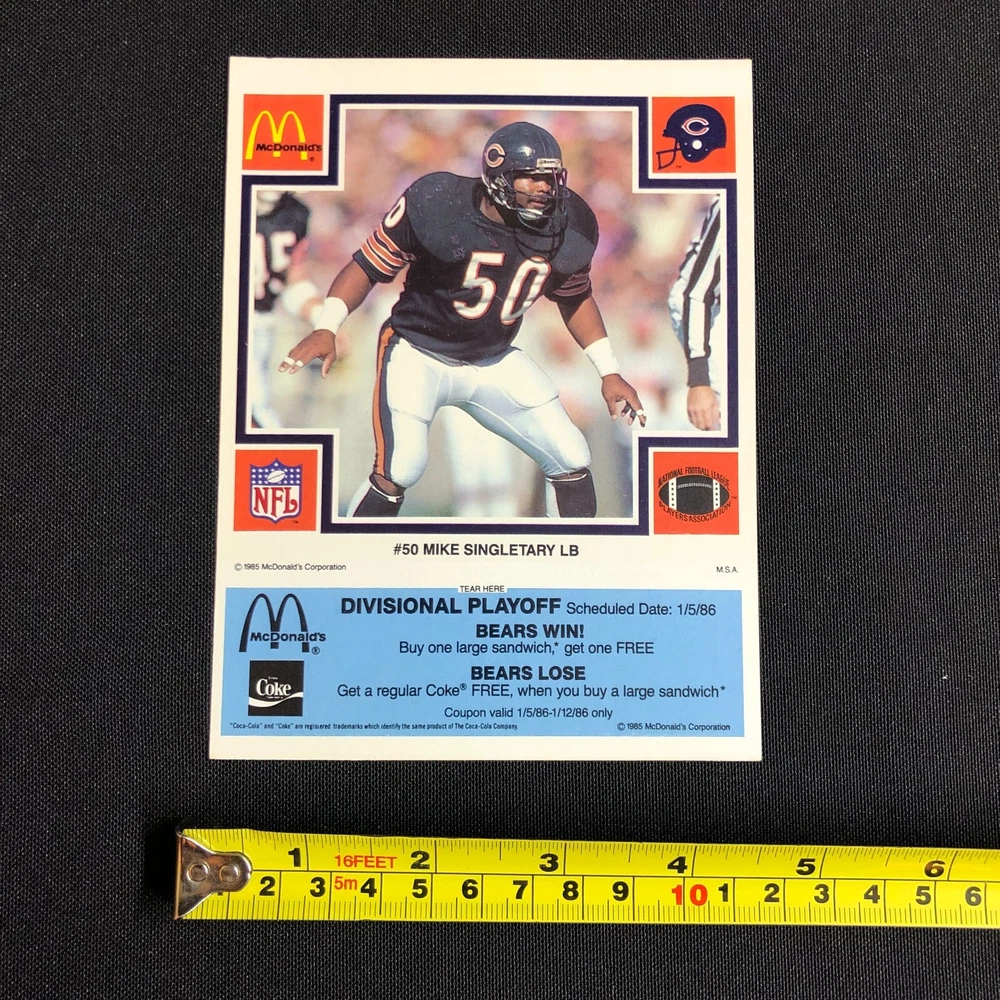 McDonald's®
C
C
45
50
50
NFL
NATIONAL FOOTBALL LEAGUE
PLAYERS ASSOCIATION
™
#50 MIKE SINGLETARY LB
© 1985 McDonald's Corporation
M.S.A.
TEAR HERE
McDonald's®
DIVISIONAL PLAYOFF Scheduled Date: 1/5/86
BEARS WIN!
Buy one large sandwich,* get one FREE
BEARS LOSE
Get a regular Coke® FREE, when you buy a large sandwich*
Coupon valid 1/5/86-1/12/86 only
Coke
"Coca-Cola" and "Coke" are registered trademarks which identify the same product of The Coca-Cola Company.
© 1985 McDonald's Corporation
1 16FEET 2 3 4 5 6
2 3 5m 4 5 6 7 8 9 10 1 2 3 4 5 6